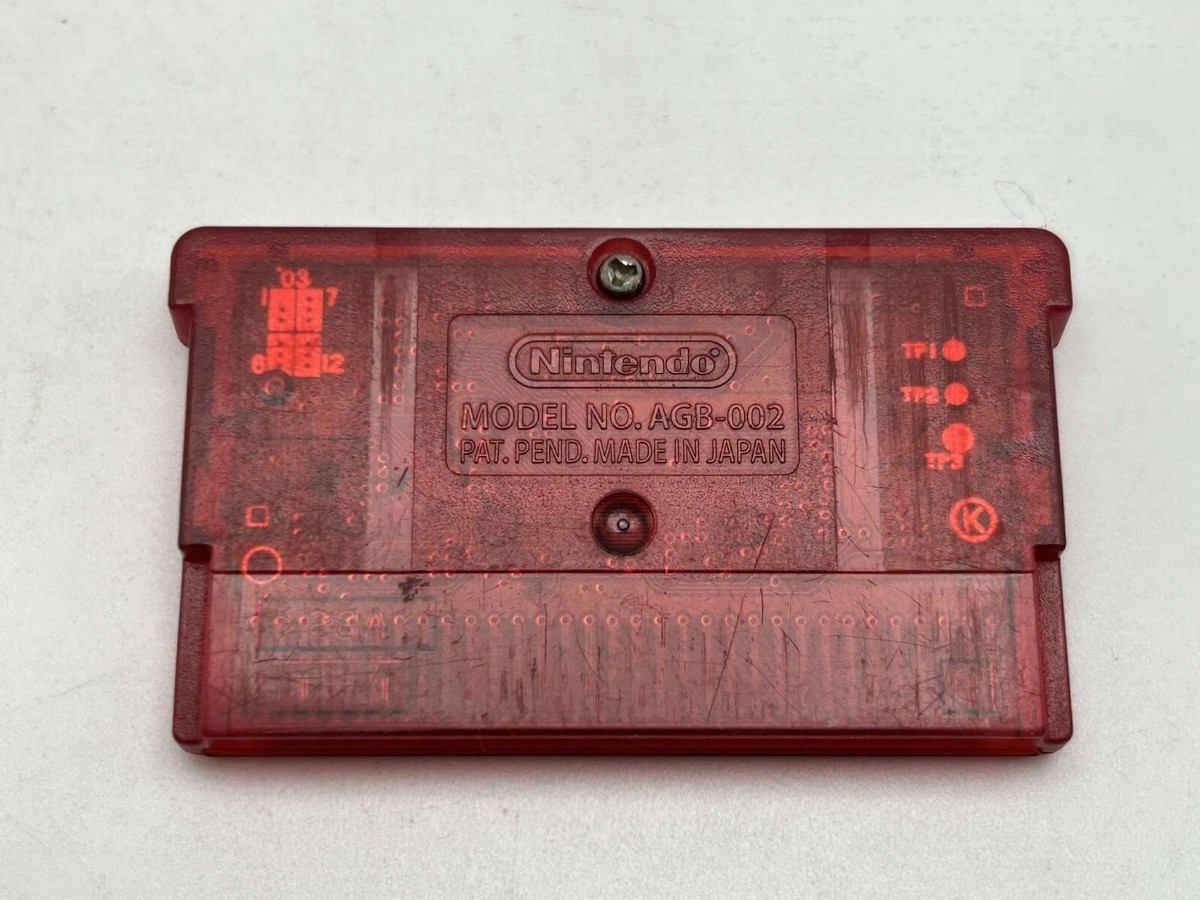 '03
1 7
6 12
Nintendo®
MODEL NO. AGB-002
PAT. PEND. MADE IN JAPAN
TP1
TP2
TP3
K